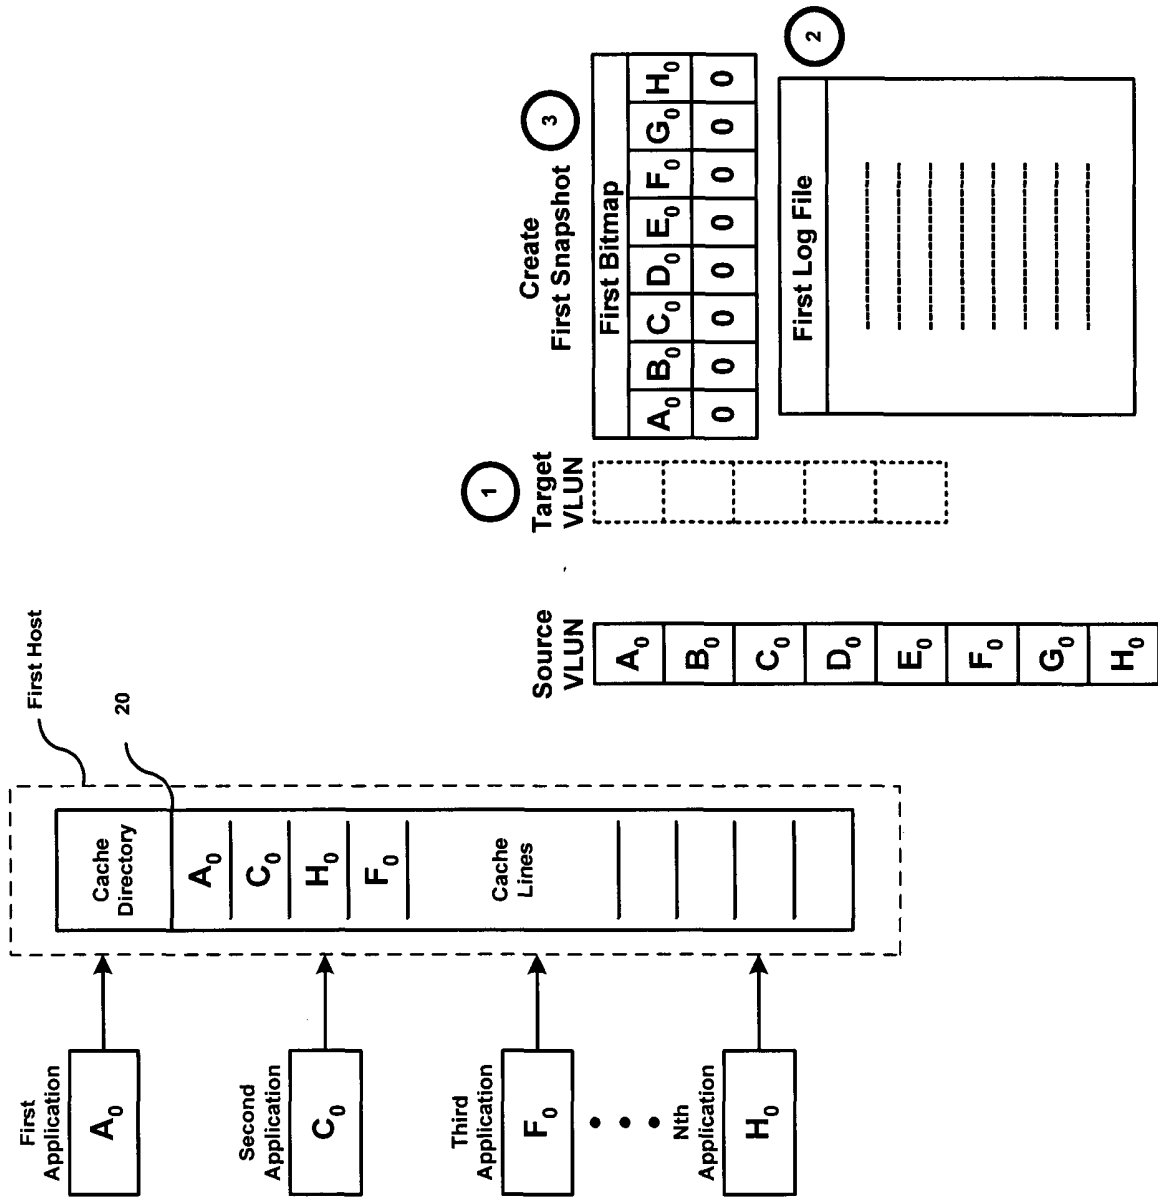 First
Application
A₀
Second
Application
C₀
Third
Application
F₀
Nth
Application
H₀
First Host
20
Cache
Directory
A₀
C₀
H₀
F₀
Cache
Lines
Source
VLUN
A₀
B₀
C₀
D₀
E₀
F₀
G₀
H₀
1
Target
VLUN
Create
First Snapshot
3
First Bitmap
A₀ B₀ C₀ D₀ E₀ F₀ G₀ H₀
0 0 0 0 0 0 0 0
2
First Log File